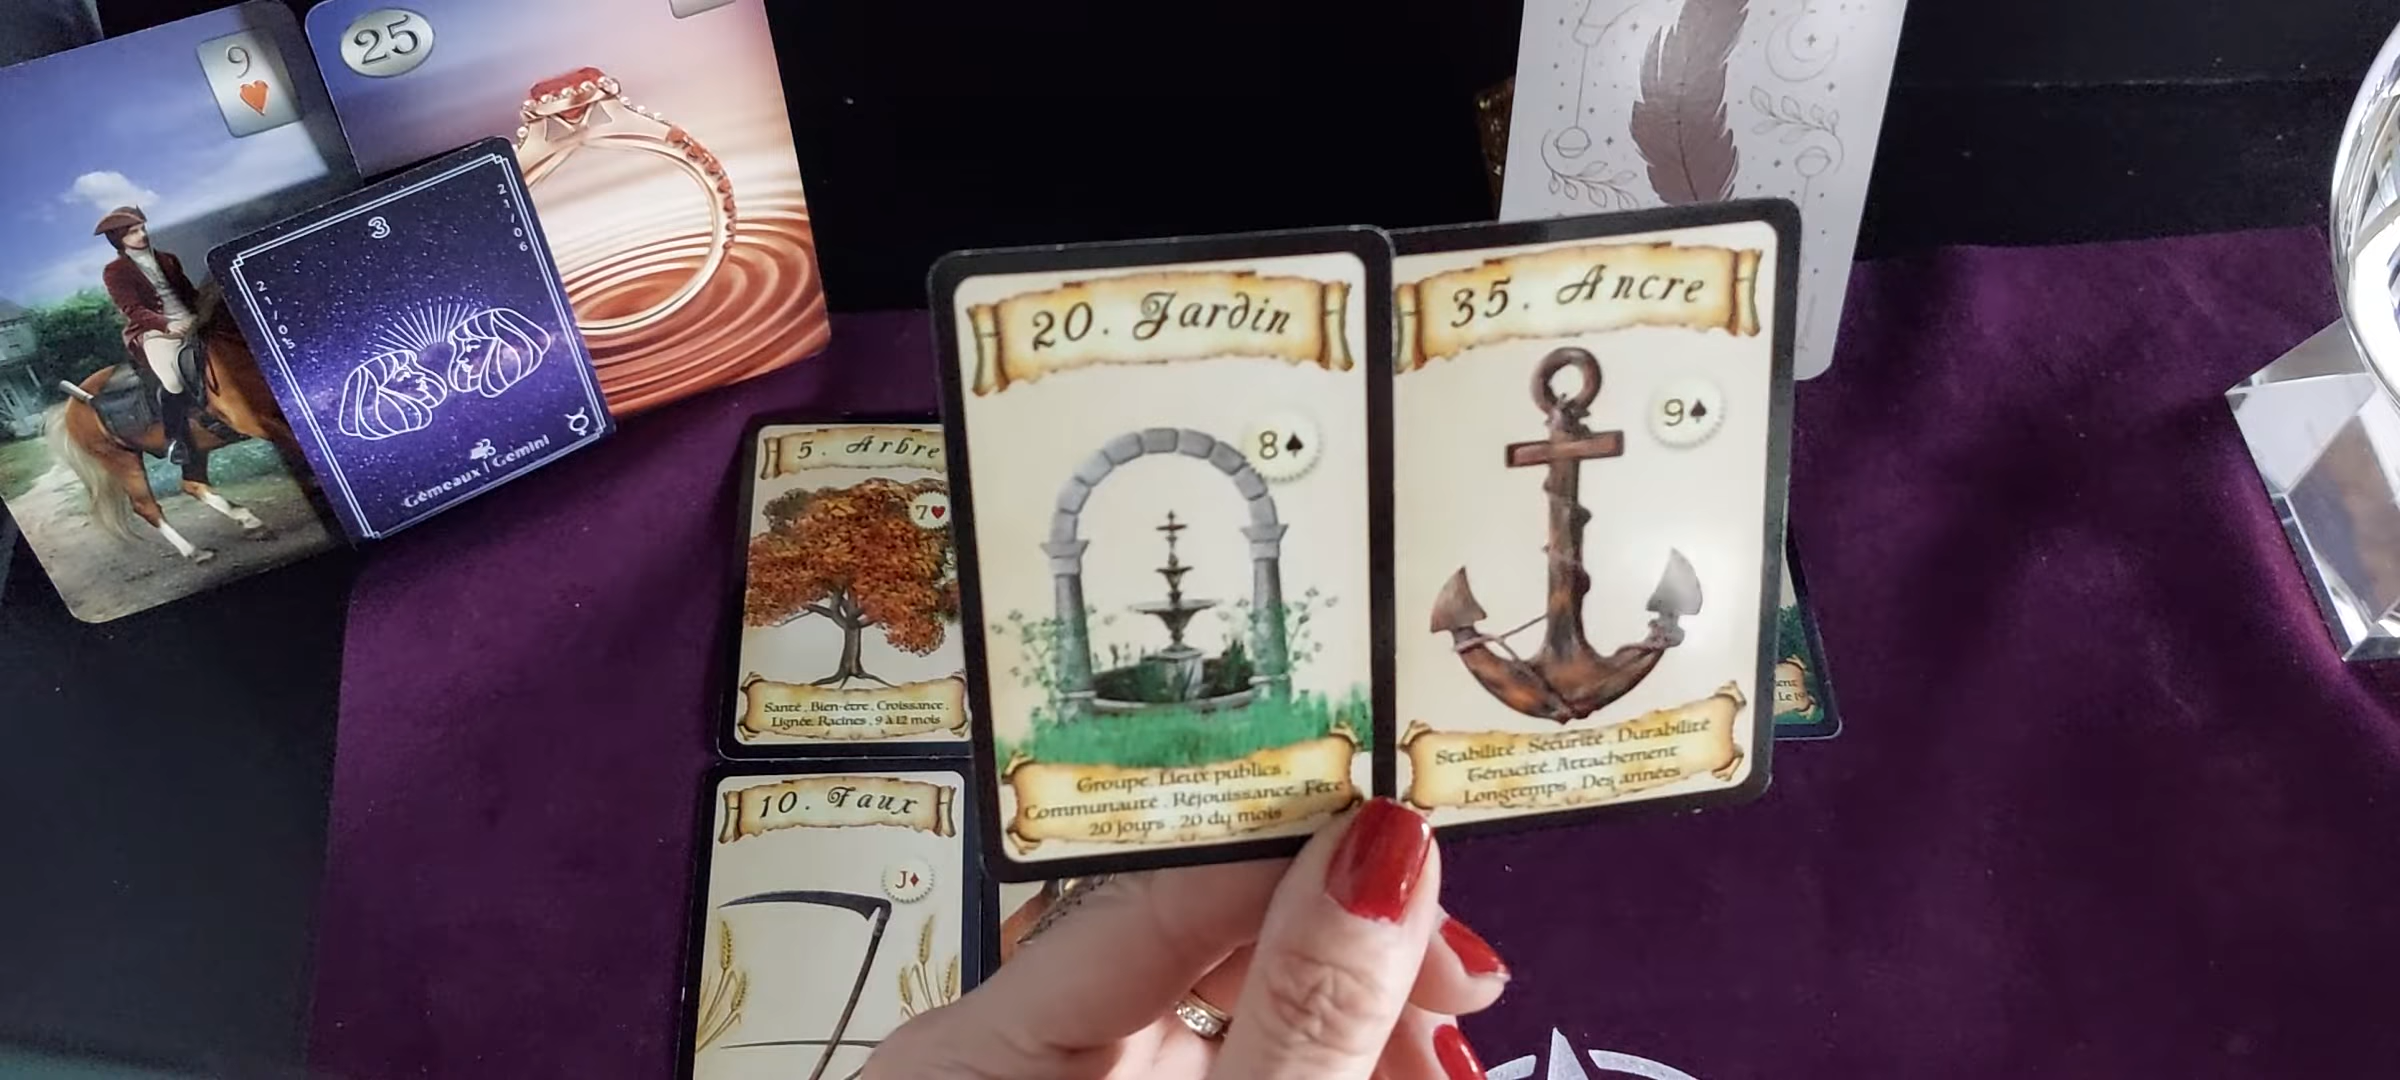 9
25
3
21/06
21/05
Gémeaux | Gemini
5. Arbre
7
Santé. Bien-être. Croissance.
Lignée. Racines. 9 à 12 mois
10. Faux
J
20. Jardin
8
Groupe. Lieux publics.
Communauté. Réjouissance. Fête
20 jours. 20 du mois
35. Ancre
9
Stabilité. Sécurité. Durabilité
Ténacité. Attachement
Longtemps. Des années
Le 19